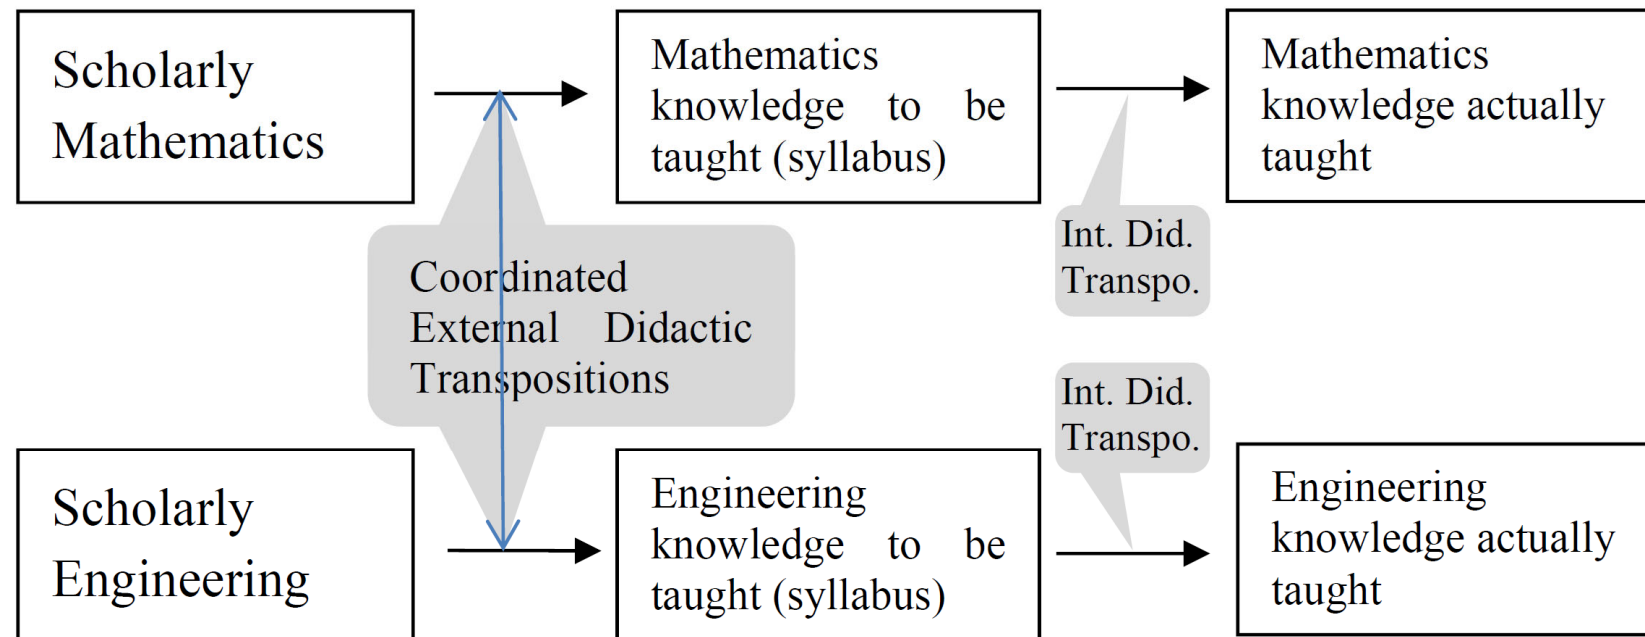 Scholarly
Mathematics
Mathematics
knowledge to be
taught (syllabus)
Mathematics
knowledge actually
taught
Coordinated
External Didactic
Transpositions
Int. Did.
Transpo.
Int. Did.
Transpo.
Scholarly
Engineering
Engineering
knowledge to be
taught (syllabus)
Engineering
knowledge actually
taught